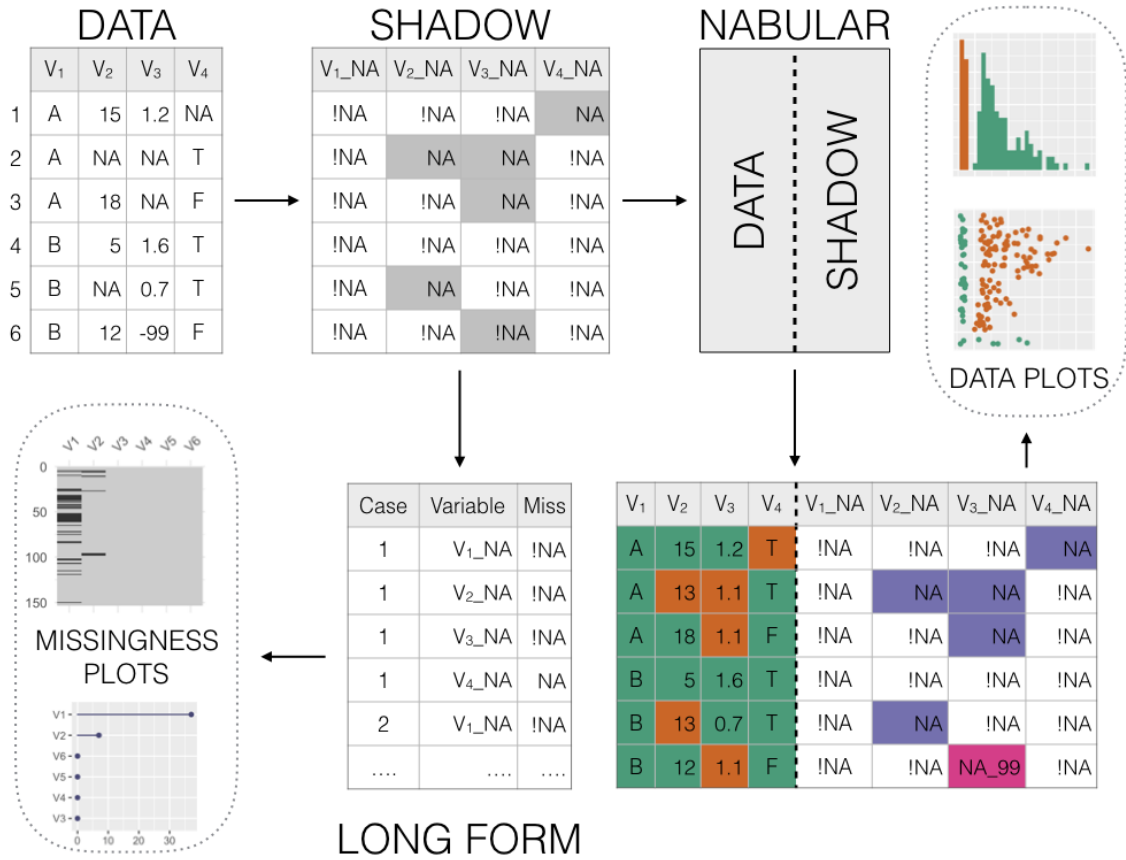 DATA
SHADOW
NABULAR
V₁ V₂ V₃ V₄
1 A 15 1.2 NA
2 A NA NA T
3 A 18 NA F
4 B 5 1.6 T
5 B NA 0.7 T
6 B 12 -99 F
V₁_NA V₂_NA V₃_NA V₄_NA
!NA !NA !NA NA
!NA NA NA !NA
!NA !NA NA !NA
!NA !NA !NA !NA
!NA NA !NA !NA
!NA !NA !NA !NA
DATA
SHADOW
DATA PLOTS
V1 V2 V3 V4 V5 V6
0
50
100
150
MISSINGNESS
PLOTS
V1
V2
V6
V5
V4
V3
0 10 20 30
Case Variable Miss
1 V₁_NA !NA
1 V₂_NA !NA
1 V₃_NA !NA
1 V₄_NA NA
2 V₁_NA !NA
.... .... ....
LONG FORM
V₁ V₂ V₃ V₄ V₁_NA V₂_NA V₃_NA V₄_NA
A 15 1.2 T !NA !NA !NA NA
A 13 1.1 T !NA NA NA !NA
A 18 1.1 F !NA !NA NA !NA
B 5 1.6 T !NA !NA !NA !NA
B 13 0.7 T !NA NA !NA !NA
B 12 1.1 F !NA !NA NA_99 !NA